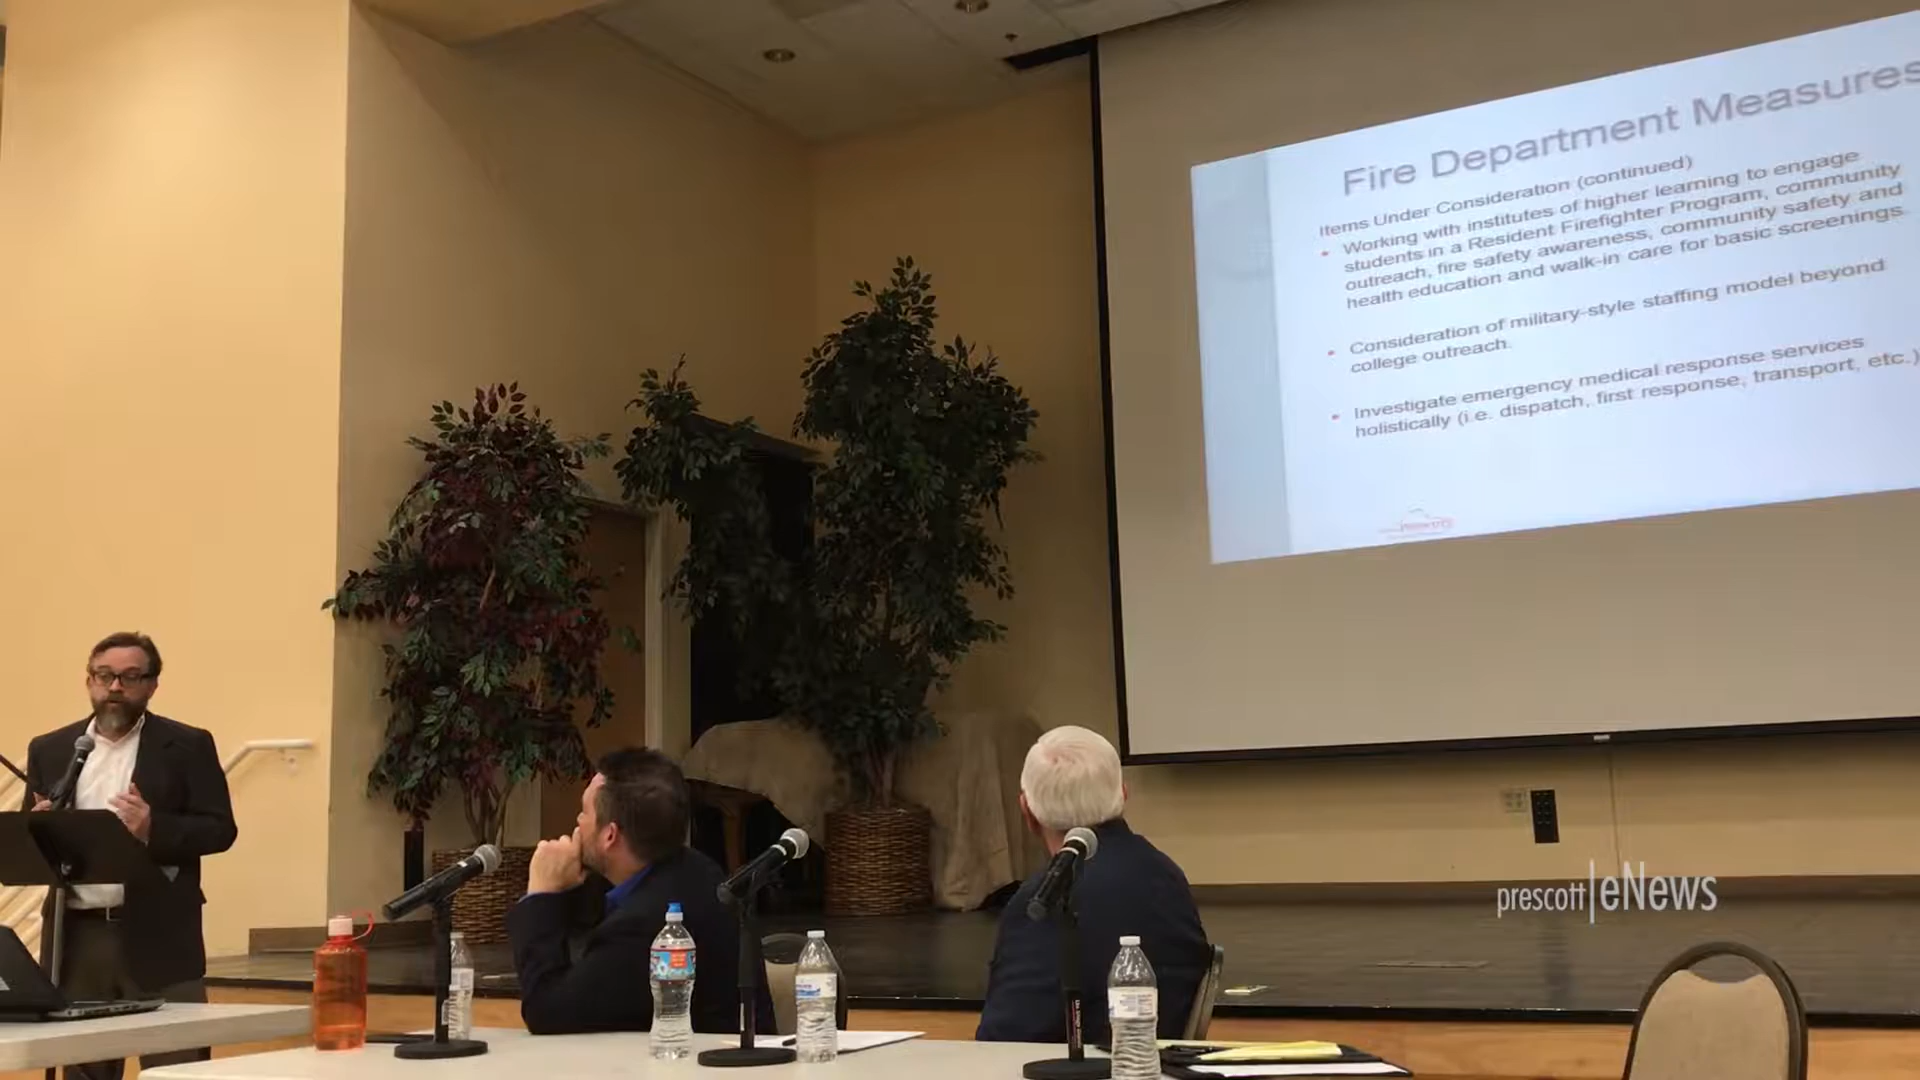 Fire Department Measures
Items Under Consideration (continued)
• Working with institutes of higher learning to engage
students in a Resident Firefighter Program, community
outreach, fire safety awareness, community safety and
health education and walk-in care for basic screenings.
• Consideration of military-style staffing model beyond
college outreach.
• Investigate emergency medical response services
holistically (i.e. dispatch, first response, transport, etc.)
prescott|eNews